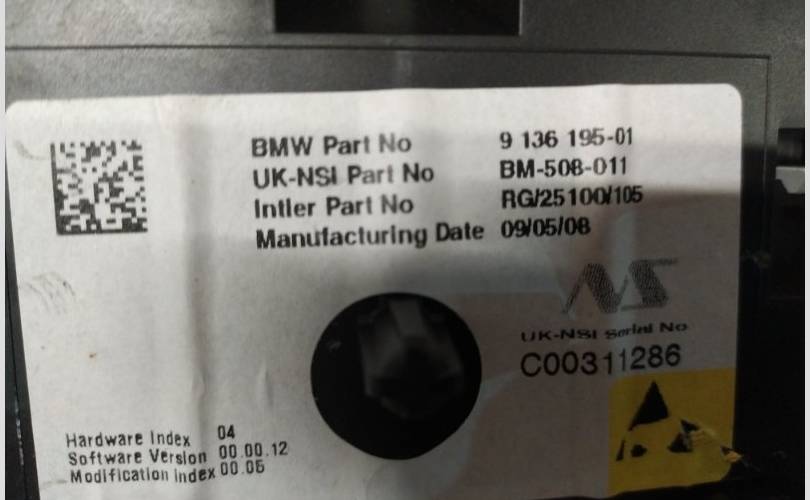 BMW Part No 9 136 195-01
UK-NSI Part No BM-508-011
Intier Part No RG/25100/105
Manufacturing Date 09/05/08
NS
UK-NSI Serial No
C00311286
Hardware Index 04
Software Version 00.00.12
Modification Index 00.05